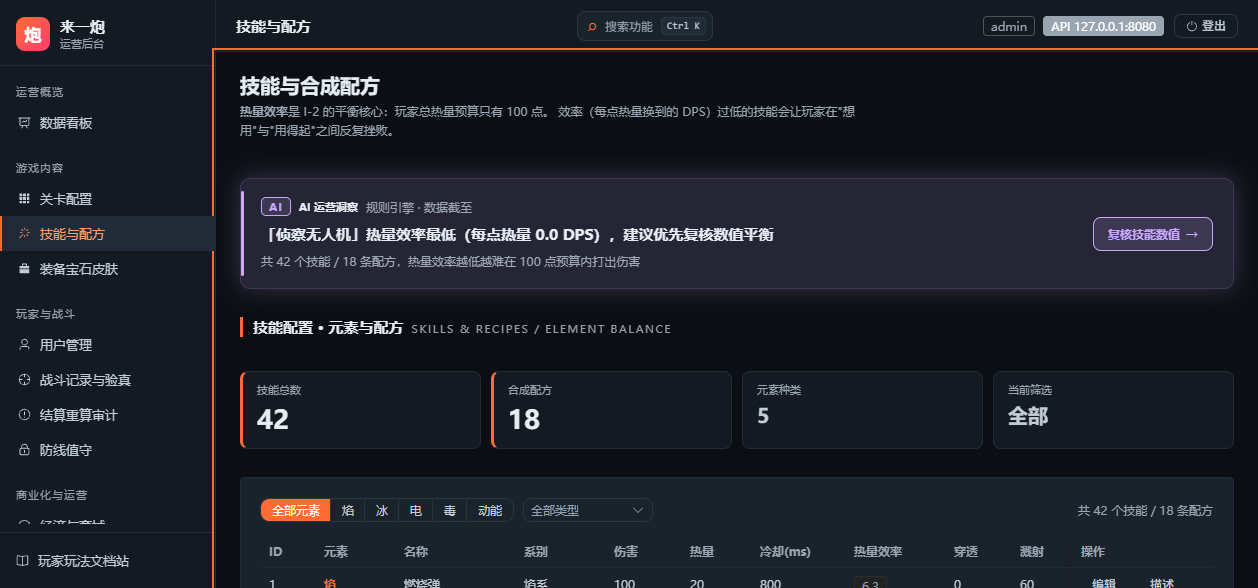 炮
来一炮
运营后台
运营概览
数据看板
游戏内容
关卡配置
技能与配方
装备宝石皮肤
玩家与战斗
用户管理
战斗记录与验真
结算重算审计
防线值守
商业化与运营
经济与商城
玩家玩法文档站
技能与配方
搜索功能 Ctrl K
admin
API 127.0.0.1:8080
登出
技能与合成配方
热量效率是 I-2 的平衡核心：玩家总热量预算只有 100 点。 效率（每点热量换到的 DPS）过低的技能会让玩家在"想
用"与"用得起"之间反复挫败。
AI AI 运营洞察 规则引擎 · 数据截至
「侦察无人机」热量效率最低（每点热量 0.0 DPS），建议优先复核数值平衡
共 42 个技能 / 18 条配方，热量效率越低越难在 100 点预算内打出伤害
复核技能数值 →
技能配置 • 元素与配方 SKILLS & RECIPES / ELEMENT BALANCE
技能总数
42
合成配方
18
元素种类
5
当前筛选
全部
全部元素 焰 冰 电 毒 动能 全部类型 共 42 个技能 / 18 条配方
ID 元素 名称 系别 伤害 热量 冷却(ms) 热量效率 穿透 溅射 操作
1 焰 燃烧弹 焰系 100 20 800 6.3 0 60 编辑 描述